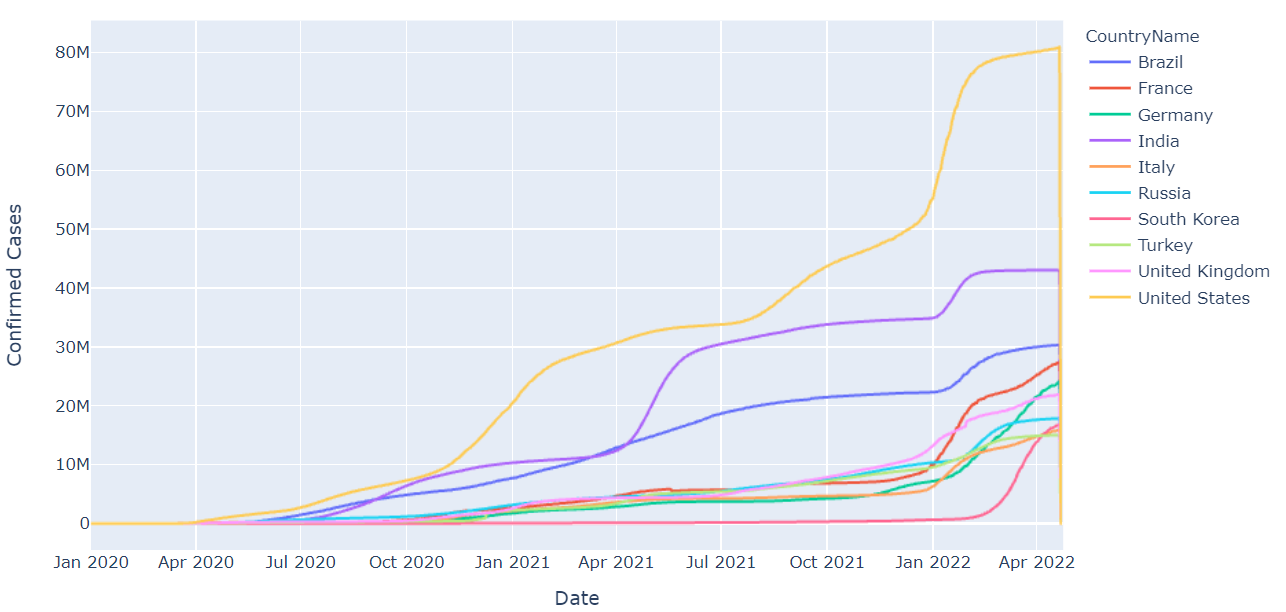 80M
70M
60M
50M
40M
30M
20M
10M
0
Confirmed Cases
Jan 2020
Apr 2020
Jul 2020
Oct 2020
Jan 2021
Apr 2021
Jul 2021
Oct 2021
Jan 2022
Apr 2022
Date
CountryName
Brazil
France
Germany
India
Italy
Russia
South Korea
Turkey
United Kingdom
United States